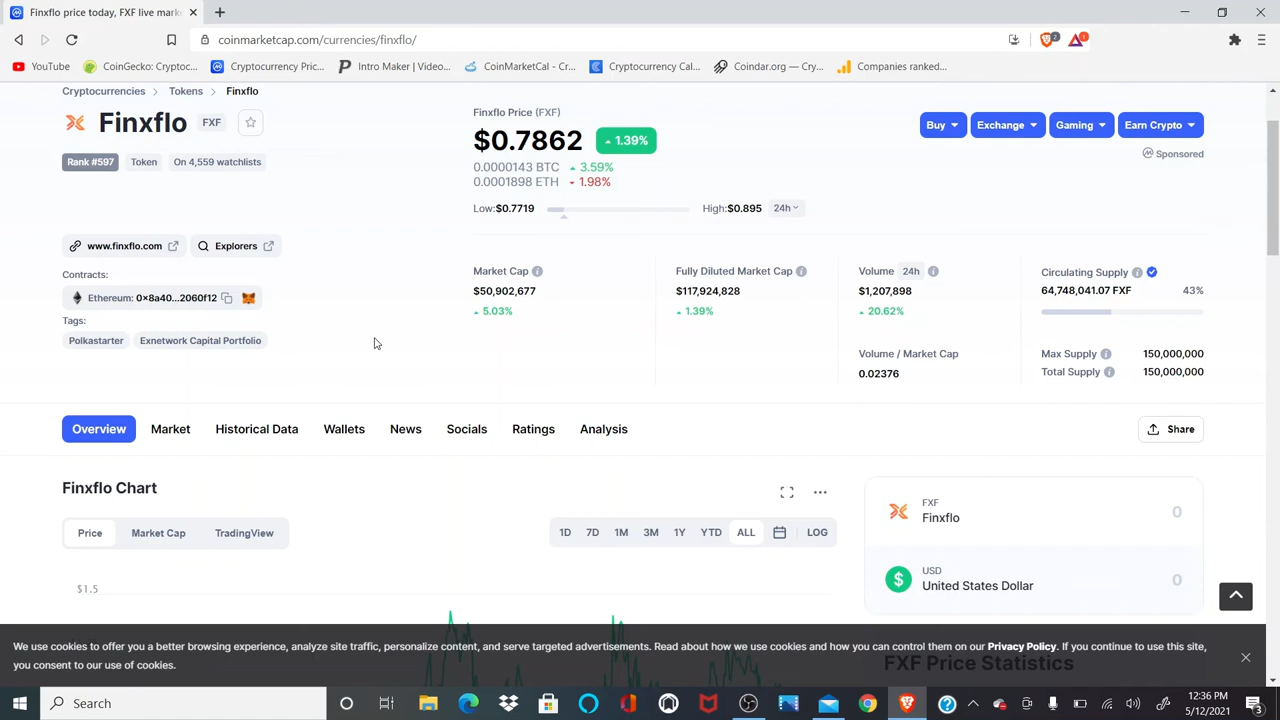 Finxflo price today, FXF live mark
coinmarketcap.com/currencies/finxflo/
2
1
YouTube
CoinGecko: Cryptoc...
Cryptocurrency Pric...
Intro Maker | Video...
CoinMarketCal - Cr...
Cryptocurrency Cal...
Coindar.org — Cry...
Companies ranked...
Cryptocurrencies
Tokens
Finxflo
Finxflo
FXF
Rank #597
Token
On 4,559 watchlists
www.finxflo.com
Explorers
Contracts:
Ethereum: 0x8a40...2060f12
Tags:
Polkastarter
Exnetwork Capital Portfolio
Finxflo Price (FXF)
$0.7862
1.39%
0.0000143 BTC
3.59%
0.0001898 ETH
1.98%
Low:$0.7719
High:$0.895
24h
Buy
Exchange
Gaming
Earn Crypto
Sponsored
Market Cap
$50,902,677
5.03%
Fully Diluted Market Cap
$117,924,828
1.39%
Volume 24h
$1,207,898
20.62%
Volume / Market Cap
0.02376
Circulating Supply
64,748,041.07 FXF
43%
Max Supply
150,000,000
Total Supply
150,000,000
Overview
Market
Historical Data
Wallets
News
Socials
Ratings
Analysis
Share
Finxflo Chart
Price
Market Cap
TradingView
1D
7D
1M
3M
1Y
YTD
ALL
LOG
$1.5
FXF
Finxflo
0
USD
United States Dollar
0
FXF Price Statistics
We use cookies to offer you a better browsing experience, analyze site traffic, personalize content, and serve targeted advertisements. Read about how we use cookies and how you can control them on our Privacy Policy. If you continue to use this site,
you consent to our use of cookies.
Search
12:36 PM
5/12/2021
3